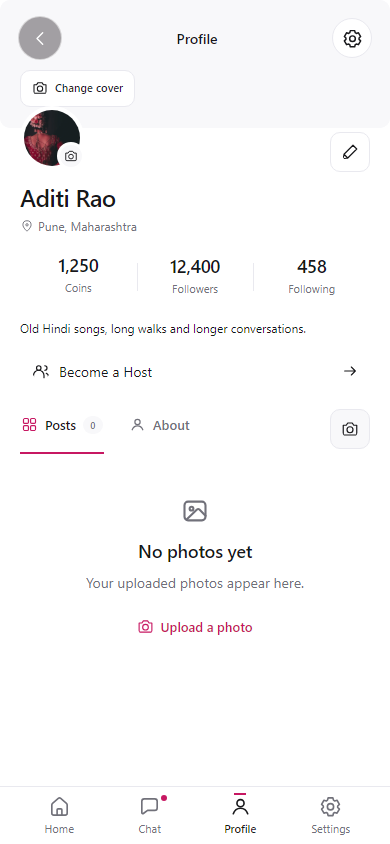 Profile
Change cover
Aditi Rao
Pune, Maharashtra
1,250 12,400 458
Coins Followers Following
Old Hindi songs, long walks and longer conversations.
Become a Host
Posts 0 About
No photos yet
Your uploaded photos appear here.
Upload a photo
Home Chat Profile Settings